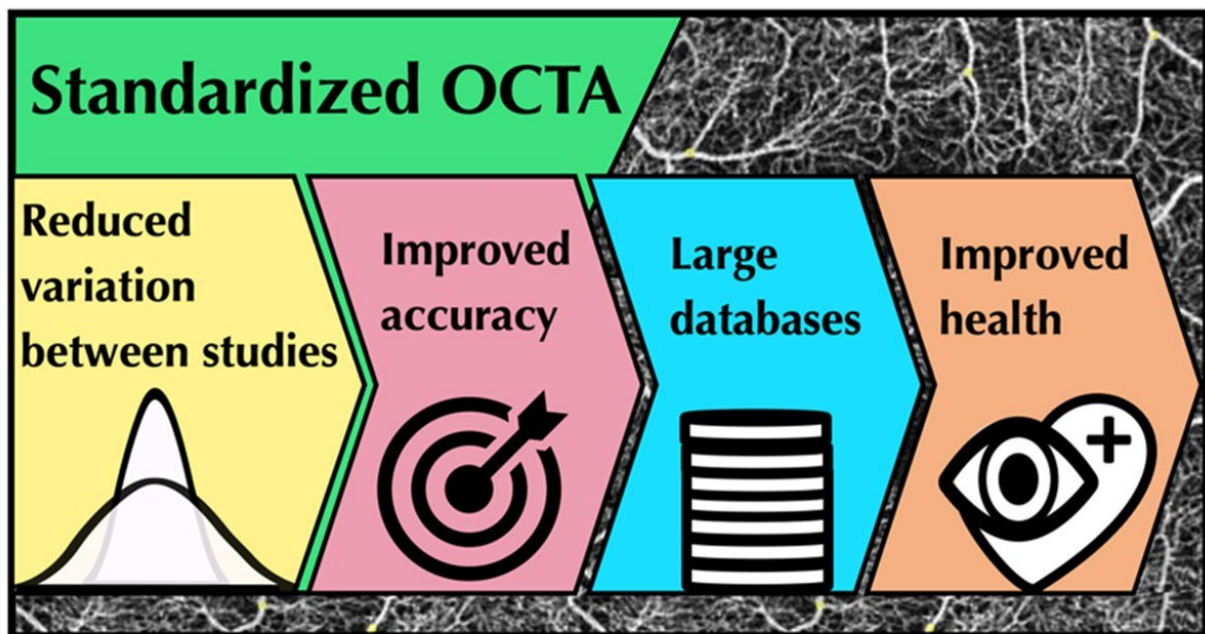 Standardized OCTA
Reduced
variation
between studies
Improved
accuracy
Large
databases
Improved
health